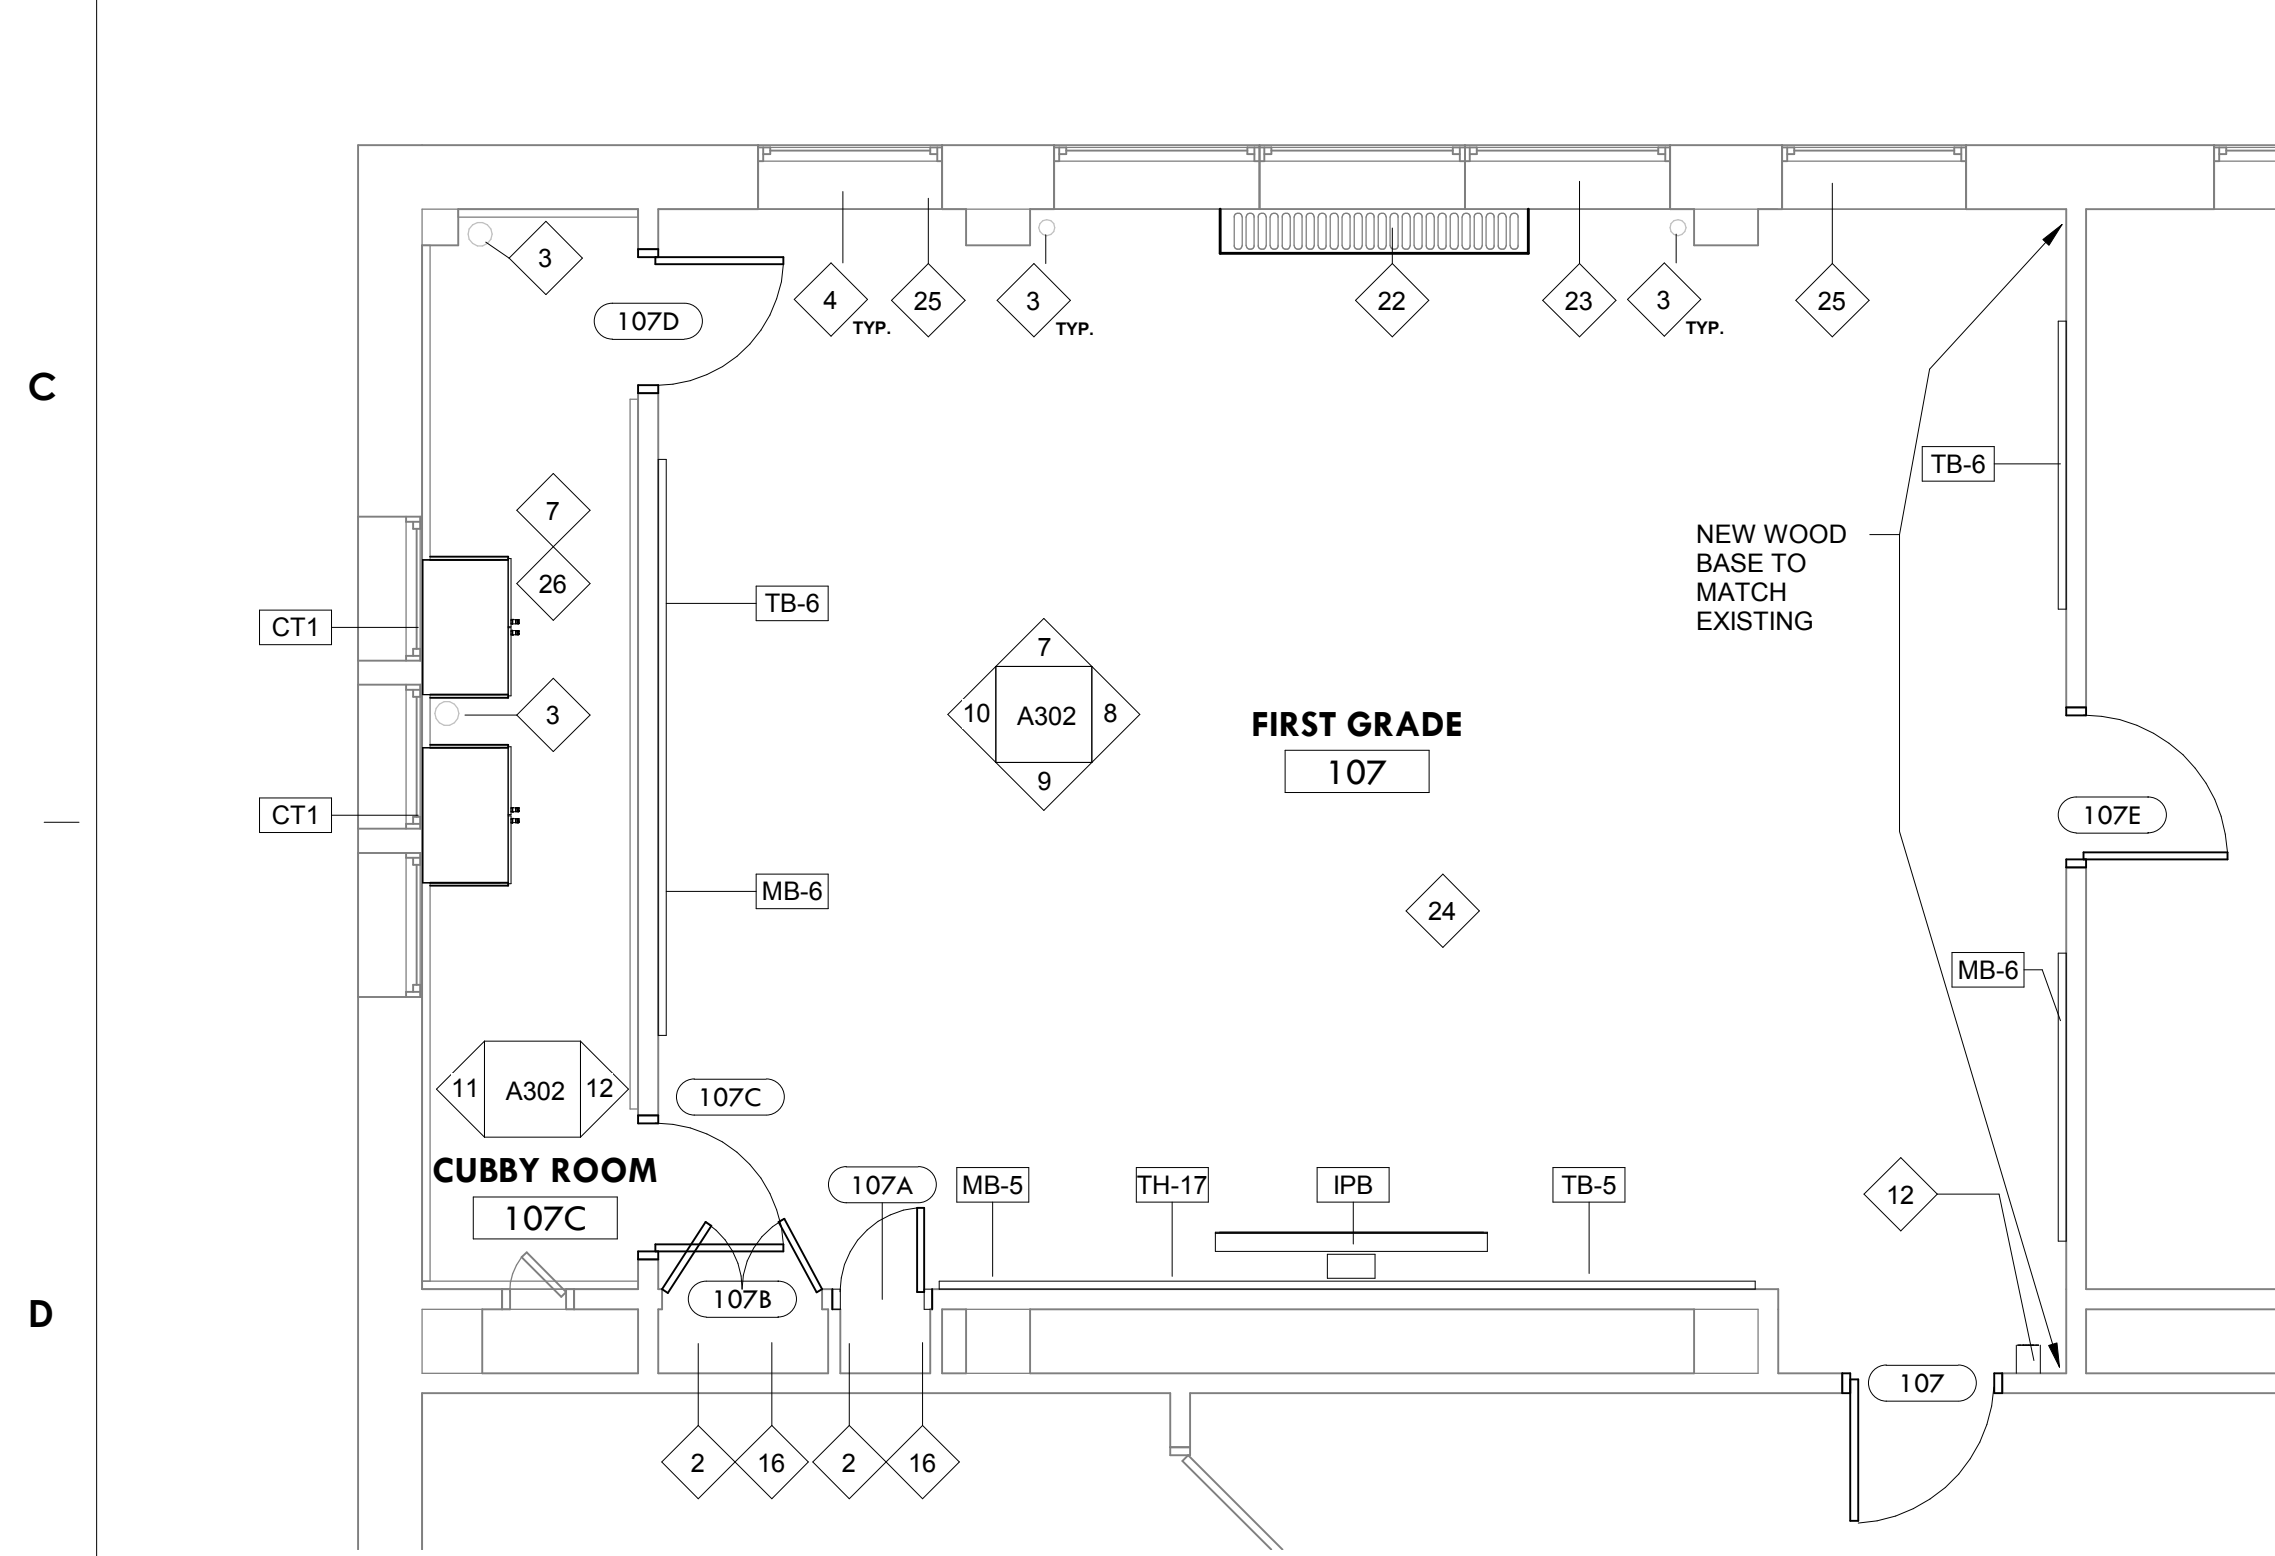 3
107D
4
TYP.
25
3
TYP.
22
23
3
TYP.
25
C
TB-6
7
26
NEW WOOD
BASE TO
MATCH
EXISTING
TB-6
CT1
7
10
A302
8
9
3
FIRST GRADE
107
CT1
107E
MB-6
24
MB-6
11
A302
12
107C
CUBBY ROOM
107C
107A
MB-5
TH-17
IPB
TB-5
12
107B
D
107
2
16
2
16